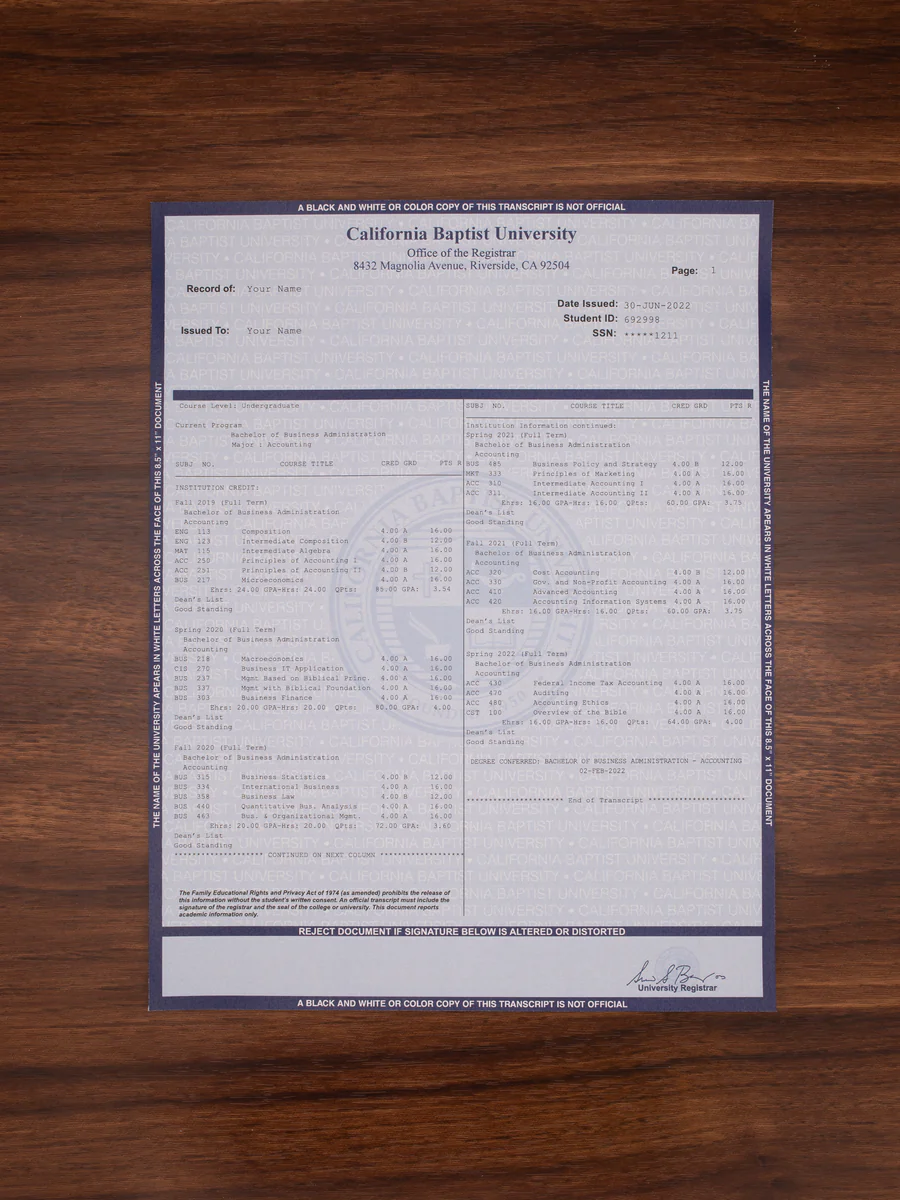 A BLACK AND WHITE OR COLOR COPY OF THIS TRANSCRIPT IS NOT OFFICIAL
California Baptist University
Office of the Registrar
8432 Magnolia Avenue, Riverside, CA 92504
Page: 1
Record of: Your Name
Date Issued: 30-JUN-2022
Student ID: 692998
Issued To: Your Name
SSN: *****1211
THE NAME OF THE UNIVERSITY APEARS IN WHITE LETTERS ACROSS THE FACE OF THIS 8.5" x 11" DOCUMENT
Course Level: Undergraduate
Current Program
Bachelor of Business Administration
Major : Accounting
SUBJ NO. COURSE TITLE CRED GRD PTS R
INSTITUTION CREDIT:
Fall 2019 (Full Term)
Bachelor of Business Administration
Accounting
ENG 113 Composition 4.00 A 16.00
ENG 123 Intermediate Composition 4.00 B 12.00
MAT 115 Intermediate Algebra 4.00 A 16.00
ACC 250 Principles of Accounting I 4.00 A 16.00
ACC 251 Principles of Accounting II 4.00 B 12.00
BUS 217 Microeconomics 4.00 A 16.00
Ehrs: 24.00 GPA-Hrs: 24.00 QPts: 85.00 GPA: 3.54
Dean's List
Good Standing
Spring 2020 (Full Term)
Bachelor of Business Administration
Accounting
BUS 218 Macroeconomics 4.00 A 16.00
CIS 270 Business IT Application 4.00 A 16.00
BUS 237 Mgmt Based on Biblical Princ. 4.00 A 16.00
BUS 337 Mgmt with Biblical Foundation 4.00 A 16.00
BUS 303 Business Finance 4.00 A 16.00
Ehrs: 20.00 GPA-Hrs: 20.00 QPts: 80.00 GPA: 4.00
Dean's List
Good Standing
Fall 2020 (Full Term)
Bachelor of Business Administration
Accounting
BUS 315 Business Statistics 4.00 B 12.00
BUS 334 International Business 4.00 A 16.00
BUS 358 Business Law 4.00 B 12.00
BUS 440 Quantitative Bus. Analysis 4.00 A 16.00
BUS 463 Bus. & Organizational Mgmt. 4.00 A 16.00
Ehrs: 20.00 GPA-Hrs: 20.00 QPts: 72.00 GPA: 3.60
Dean's List
Good Standing
******************* CONTINUED ON NEXT COLUMN ******************
The Family Educational Rights and Privacy Act of 1974 (as amended) prohibits the release of
this information without the student's written consent. An official transcript must include the
signature of the registrar and the seal of the college or university. This document reports
academic information only.
SUBJ NO. COURSE TITLE CRED GRD PTS R
Institution Information continued:
Spring 2021 (Full Term)
Bachelor of Business Administration
Accounting
BUS 485 Business Policy and Strategy 4.00 B 12.00
MKT 333 Principles of Marketing 4.00 A 16.00
ACC 310 Intermediate Accounting I 4.00 A 16.00
ACC 311 Intermediate Accounting II 4.00 A 16.00
Ehrs: 16.00 GPA-Hrs: 16.00 QPts: 60.00 GPA: 3.75
Dean's List
Good Standing
Fall 2021 (Full Term)
Bachelor of Business Administration
Accounting
ACC 320 Cost Accounting 4.00 B 12.00
ACC 330 Gov. and Non-Profit Accounting 4.00 A 16.00
ACC 410 Advanced Accounting 4.00 A 16.00
ACC 420 Accounting Information Systems 4.00 A 16.00
Ehrs: 16.00 GPA-Hrs: 16.00 QPts: 60.00 GPA: 3.75
Dean's List
Good Standing
Spring 2022 (Full Term)
Bachelor of Business Administration
Accounting
ACC 430 Federal Income Tax Accounting 4.00 A 16.00
ACC 470 Auditing 4.00 A 16.00
ACC 480 Accounting Ethics 4.00 A 16.00
CST 100 Overview of the Bible 4.00 A 16.00
Ehrs: 16.00 GPA-Hrs: 16.00 QPts: 64.00 GPA: 4.00
Dean's List
Good Standing
DEGREE CONFERRED: BACHELOR OF BUSINESS ADMINISTRATION - ACCOUNTING
02-FEB-2022
********************** End of Transcript **********************
THE NAME OF THE UNIVERSITY APEARS IN WHITE LETTERS ACROSS THE FACE OF THIS 8.5" x 11" DOCUMENT
REJECT DOCUMENT IF SIGNATURE BELOW IS ALTERED OR DISTORTED
University Registrar
A BLACK AND WHITE OR COLOR COPY OF THIS TRANSCRIPT IS NOT OFFICIAL